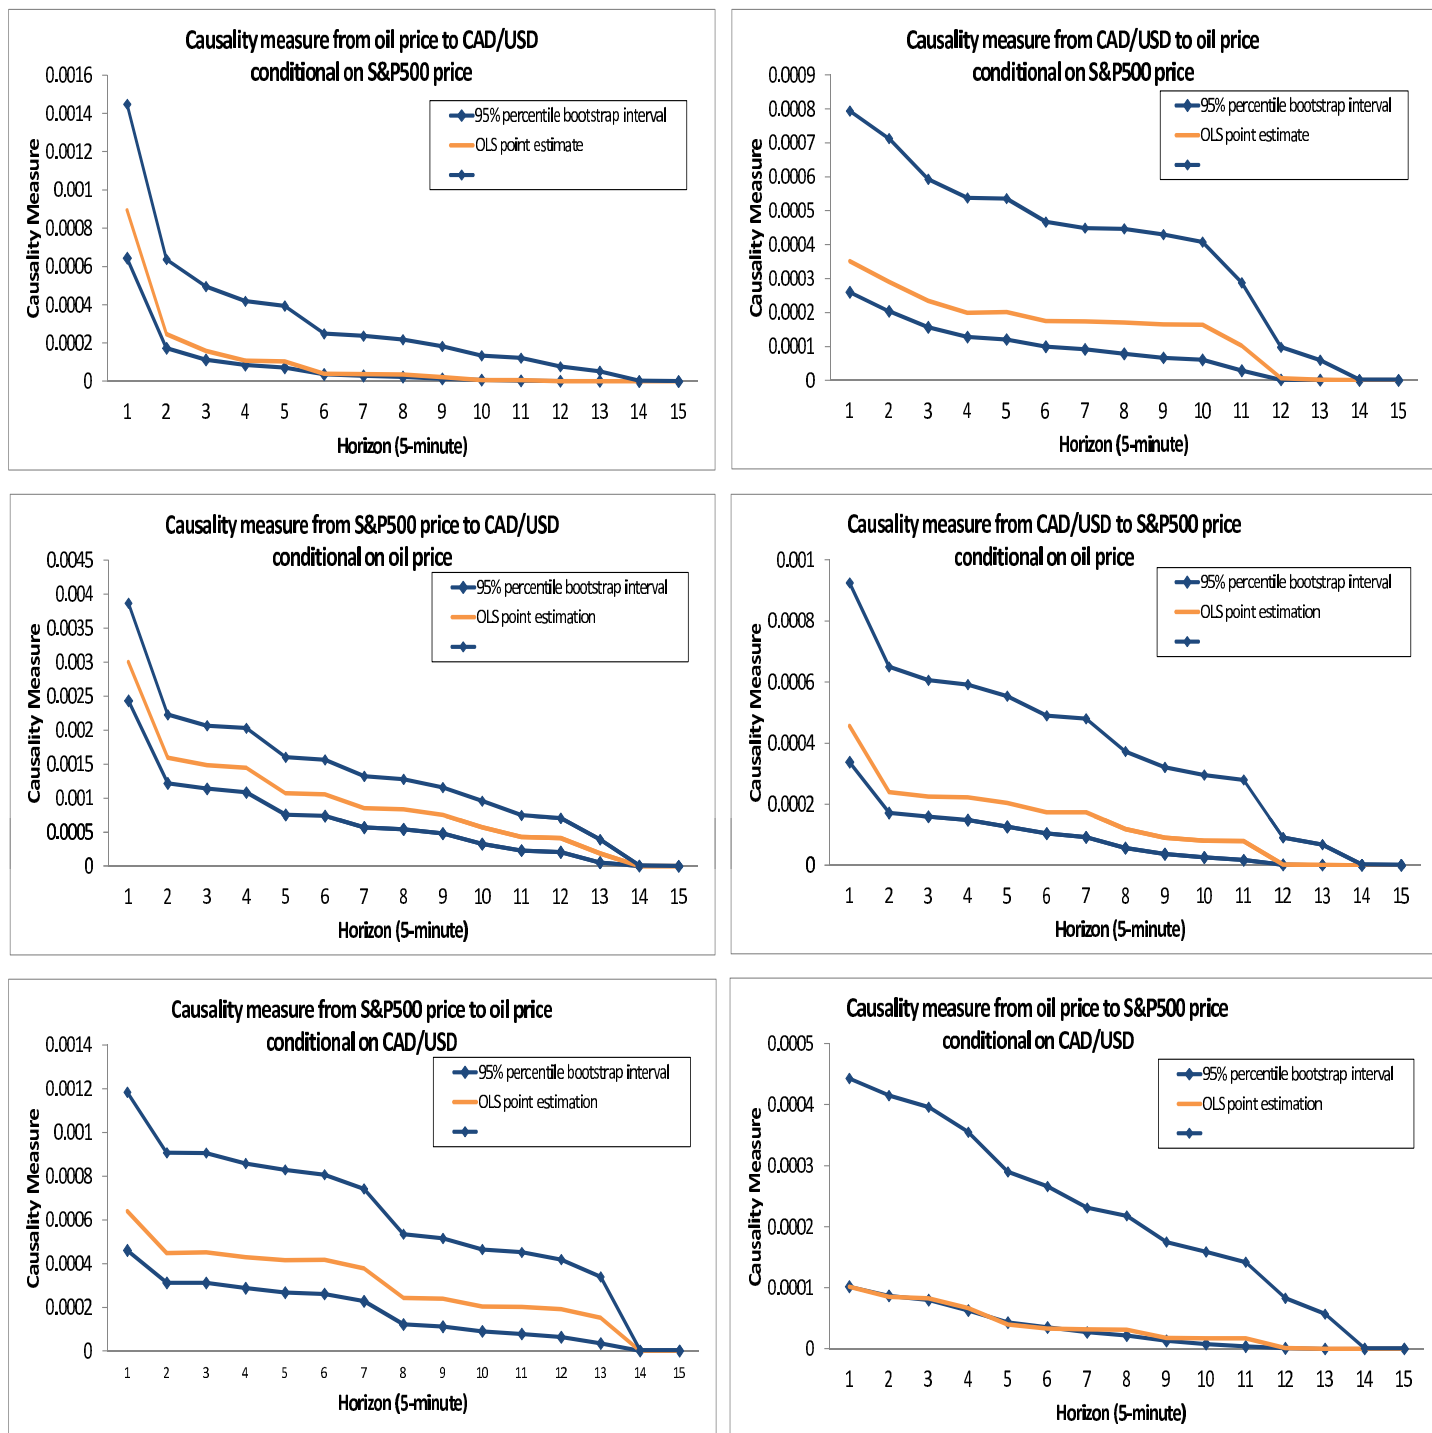 Causality measure from oil price to CAD/USD
conditional on S&P500 price
0.0016
0.0014
0.0012
0.001
0.0008
0.0006
0.0004
0.0002
0
Causality Measure
95% percentile bootstrap interval
OLS point estimate
1 2 3 4 5 6 7 8 9 10 11 12 13 14 15
Horizon (5-minute)
Causality measure from CAD/USD to oil price
conditional on S&P500 price
0.0009
0.0008
0.0007
0.0006
0.0005
0.0004
0.0003
0.0002
0.0001
0
Causality Measure
95% percentile bootstrap interval
OLS point estimate
1 2 3 4 5 6 7 8 9 10 11 12 13 14 15
Horizon (5-minute)
Causality measure from S&P500 price to CAD/USD
conditional on oil price
0.0045
0.004
0.0035
0.003
0.0025
0.002
0.0015
0.001
0.0005
0
Causality Measure
95% percentile bootstrap interval
OLS point estimation
1 2 3 4 5 6 7 8 9 10 11 12 13 14 15
Horizon (5-minute)
Causality measure from CAD/USD to S&P500 price
conditional on oil price
0.001
0.0008
0.0006
0.0004
0.0002
0
Causality Measure
95% percentile bootstrap interval
OLS point estimation
1 2 3 4 5 6 7 8 9 10 11 12 13 14 15
Horizon (5-minute)
Causality measure from S&P500 price to oil price
conditional on CAD/USD
0.0014
0.0012
0.001
0.0008
0.0006
0.0004
0.0002
0
Causality Measure
95% percentile bootstrap interval
OLS point estimation
1 2 3 4 5 6 7 8 9 10 11 12 13 14 15
Horizon (5-minute)
Causality measure from oil price to S&P500 price
conditional on CAD/USD
0.0005
0.0004
0.0003
0.0002
0.0001
0
Causality Measure
95% percentile bootstrap interval
OLS point estimation
1 2 3 4 5 6 7 8 9 10 11 12 13 14 15
Horizon (5-minute)